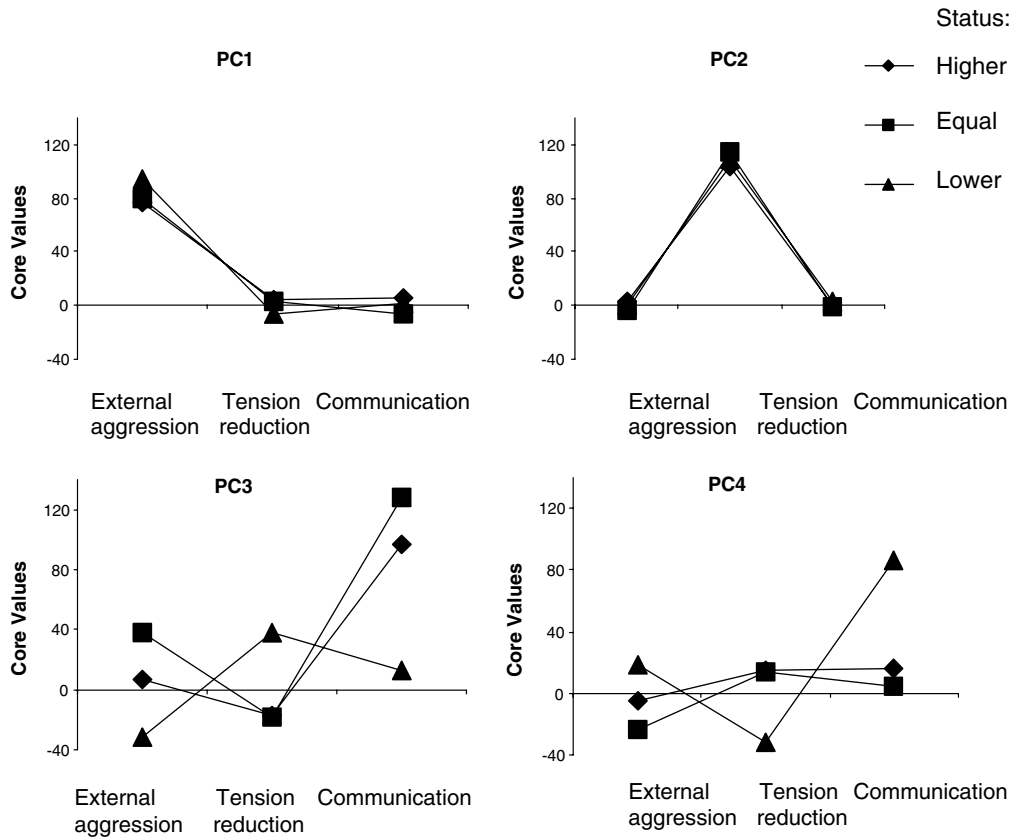 Status:
Higher
Equal
Lower
PC1
Core Values
120
80
40
0
-40
External aggression
Tension reduction
Communication
PC2
Core Values
120
80
40
0
-40
External aggression
Tension reduction
Communication
PC3
Core Values
120
80
40
0
-40
External aggression
Tension reduction
Communication
PC4
Core Values
120
80
40
0
-40
External aggression
Tension reduction
Communication